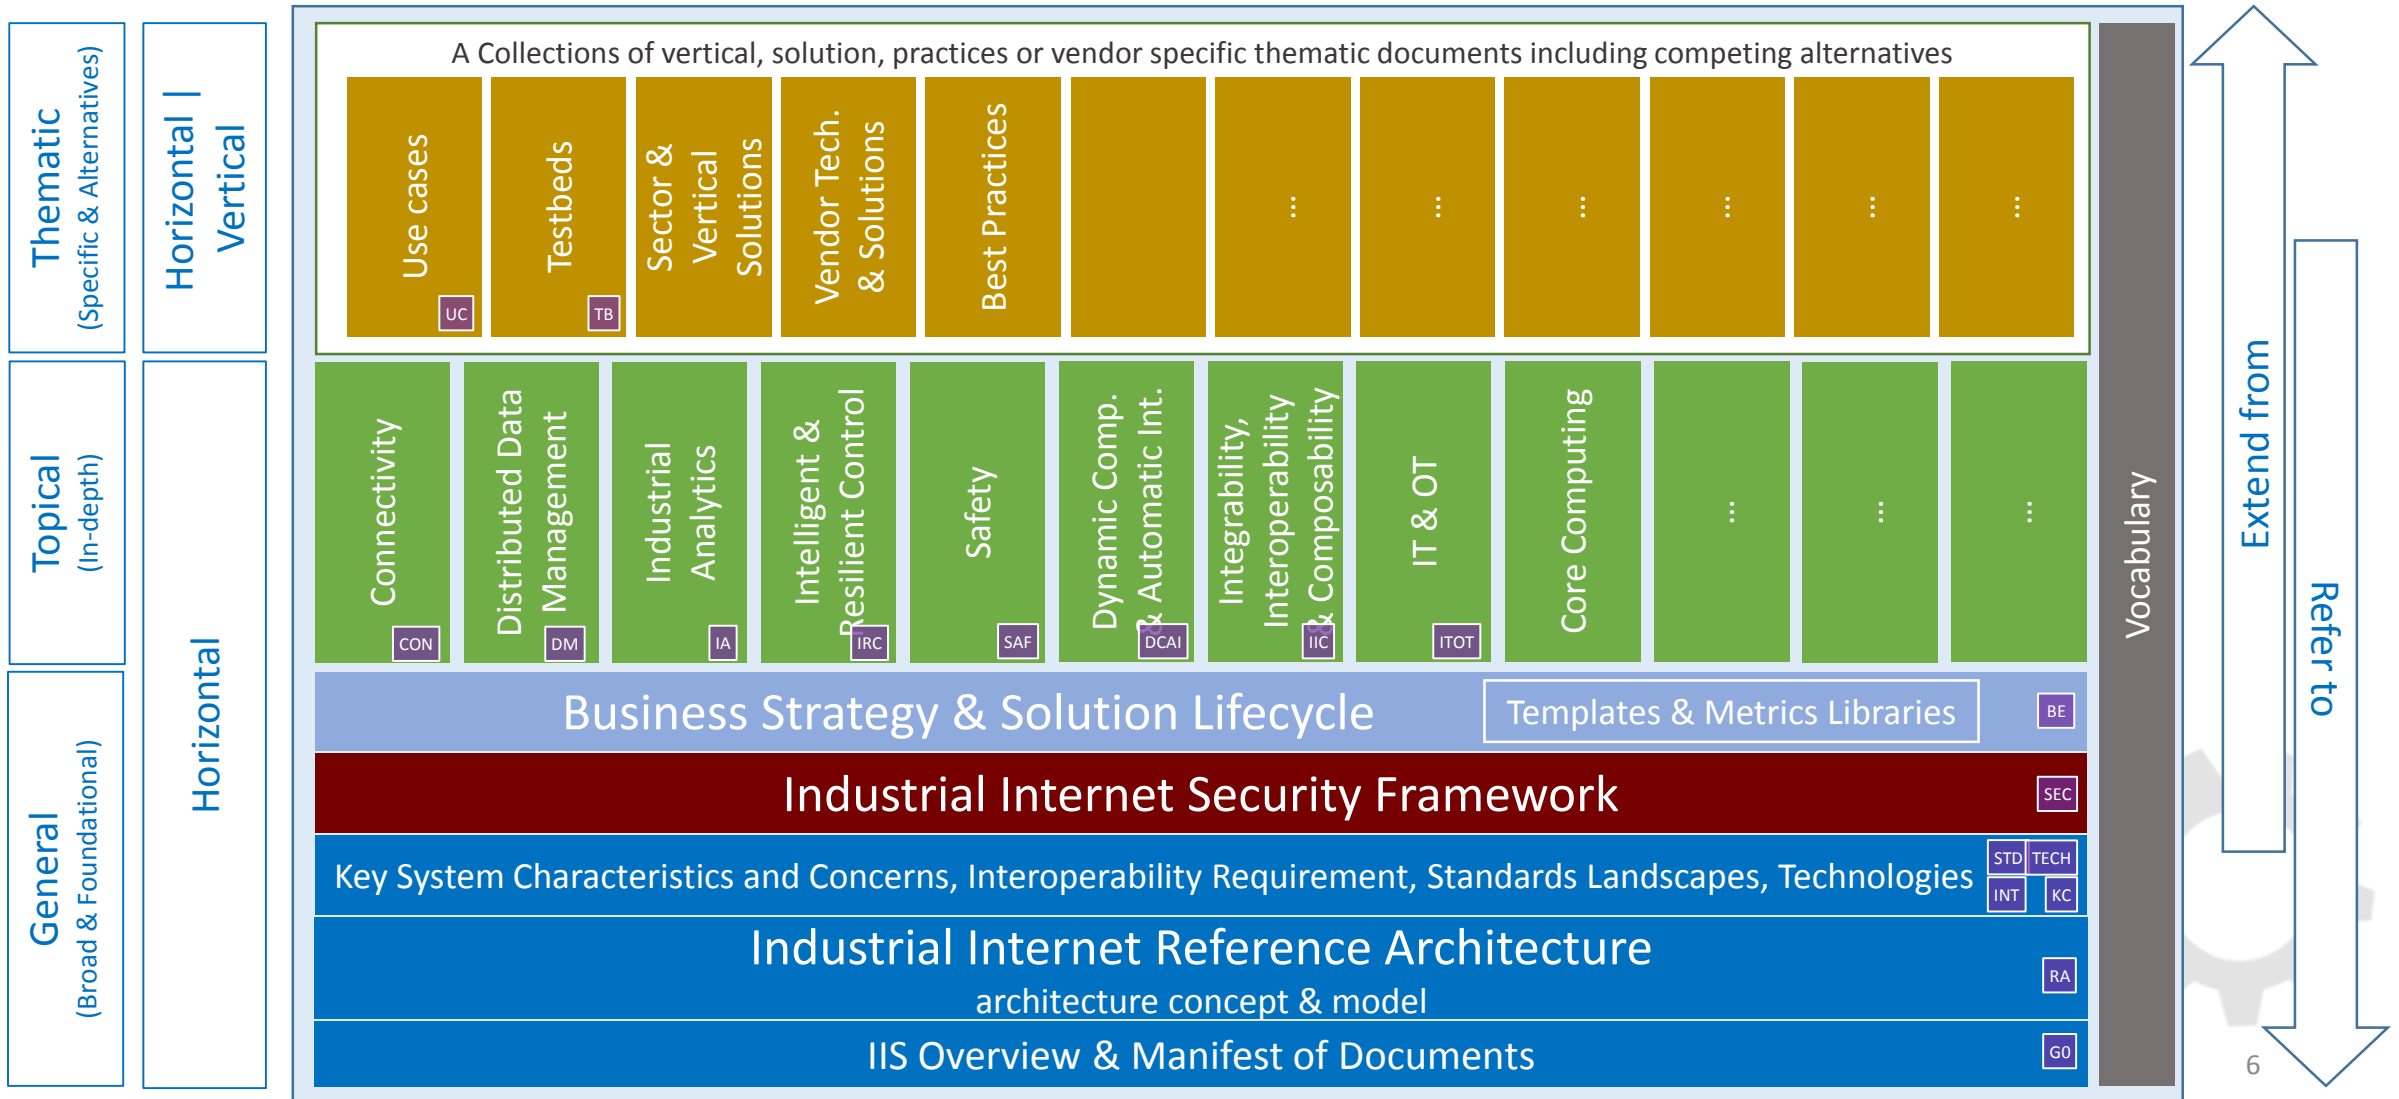 Thematic
(Specific & Alternatives)
Horizontal |
Vertical
A Collections of vertical, solution, practices or vendor specific thematic documents including competing alternatives
Use cases
UC
Testbeds
TB
Sector &
Vertical
Solutions
Vendor Tech.
& Solutions
Best Practices
...
...
...
...
...
...
Topical
(In-depth)
Horizontal
Connectivity
CON
Distributed Data
Management
DM
Industrial
Analytics
IA
Intelligent &
Resilient Control
IRC
Safety
SAF
Dynamic Comp.
& Automatic Int.
DCAI
Integrability,
Interoperability
& Composability
IIC
IT & OT
ITOT
Core Computing
...
...
...
General
(Broad & Foundational)
Business Strategy & Solution Lifecycle
Templates & Metrics Libraries
BE
Industrial Internet Security Framework
SEC
Key System Characteristics and Concerns, Interoperability Requirement, Standards Landscapes, Technologies
STD TECH
INT KC
Industrial Internet Reference Architecture
architecture concept & model
RA
IIS Overview & Manifest of Documents
G0
Vocabulary
Extend from
Refer to
6